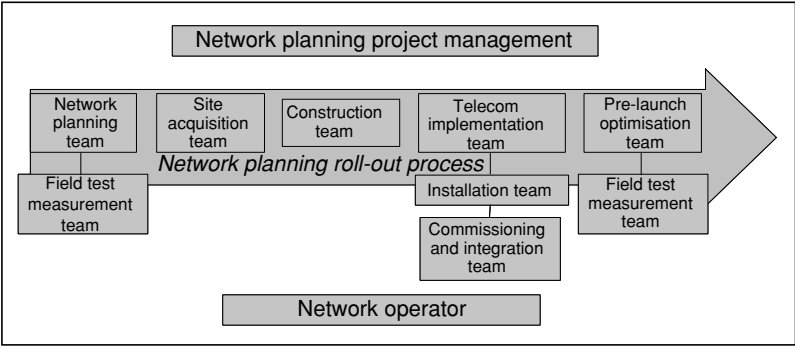 Network planning project management
Network
planning
team
Site
acquisition
team
Construction
team
Telecom
implementation
team
Pre-launch
optimisation
team
Network planning roll-out process
Field test
measurement
team
Installation team
Commissioning
and integration
team
Field test
measurement
team
Network operator